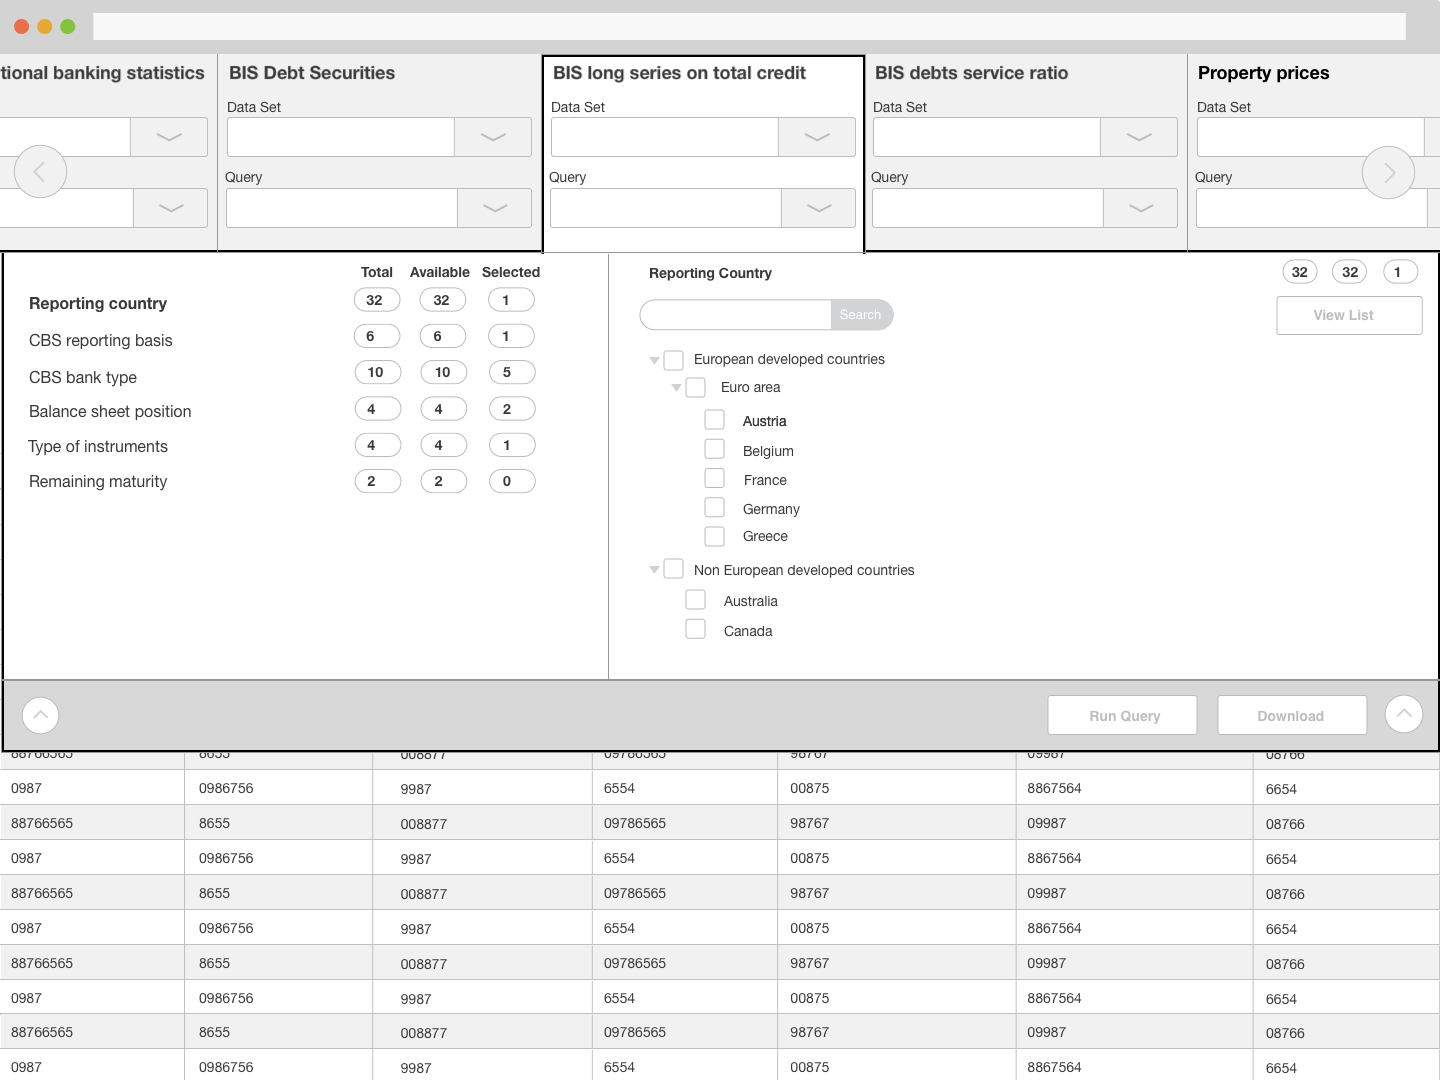 tional banking statistics
BIS Debt Securities
BIS long series on total credit
BIS debts service ratio
Property prices
Data Set
Data Set
Data Set
Data Set
Query
Query
Query
Query
Total Available Selected
Reporting country 32 32 1
CBS reporting basis 6 6 1
CBS bank type 10 10 5
Balance sheet position 4 4 2
Type of instruments 4 4 1
Remaining maturity 2 2 0
Reporting Country
32 32 1
Search
View List
European developed countries
Euro area
Austria
Belgium
France
Germany
Greece
Non European developed countries
Australia
Canada
Run Query
Download
88766565 8655 008877 09786565 98767 09987 08766
0987 0986756 9987 6554 00875 8867564 6654
88766565 8655 008877 09786565 98767 09987 08766
0987 0986756 9987 6554 00875 8867564 6654
88766565 8655 008877 09786565 98767 09987 08766
0987 0986756 9987 6554 00875 8867564 6654
88766565 8655 008877 09786565 98767 09987 08766
0987 0986756 9987 6554 00875 8867564 6654
88766565 8655 008877 09786565 98767 09987 08766
0987 0986756 9987 6554 00875 8867564 6654